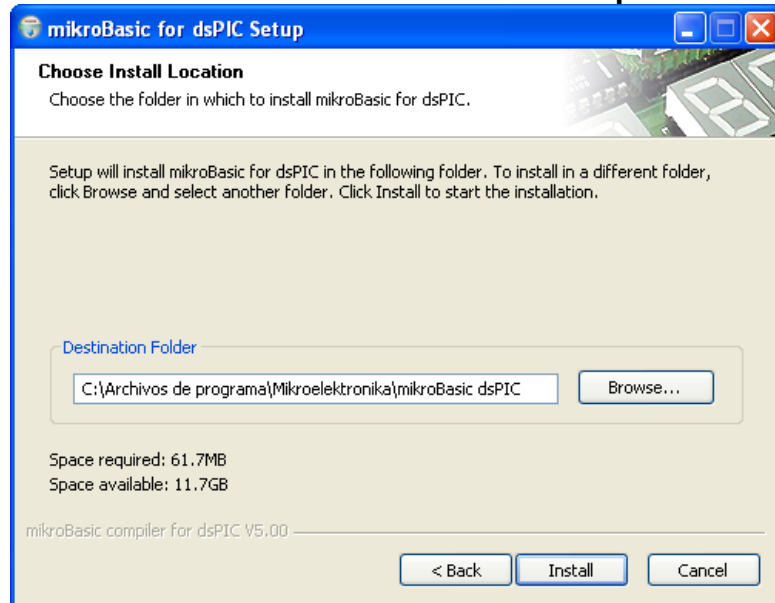 mikroBasic for dsPIC Setup
Choose Install Location
Choose the folder in which to install mikroBasic for dsPIC.
Setup will install mikroBasic for dsPIC in the following folder. To install in a different folder,
click Browse and select another folder. Click Install to start the installation.
Destination Folder
C:\Archivos de programa\Mikroelektronika\mikroBasic dsPIC
Browse...
Space required: 61.7MB
Space available: 11.7GB
mikroBasic compiler for dsPIC V5.00
< Back
Install
Cancel